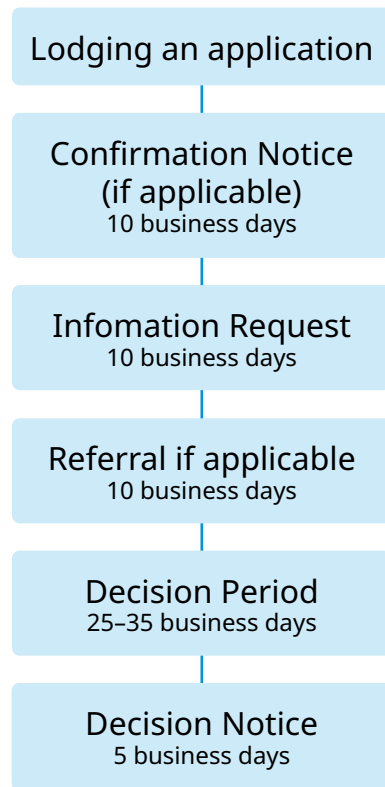 Lodging an application
Confirmation Notice
(if applicable)
10 business days
Infomation Request
10 business days
Referral if applicable
10 business days
Decision Period
25–35 business days
Decision Notice
5 business days